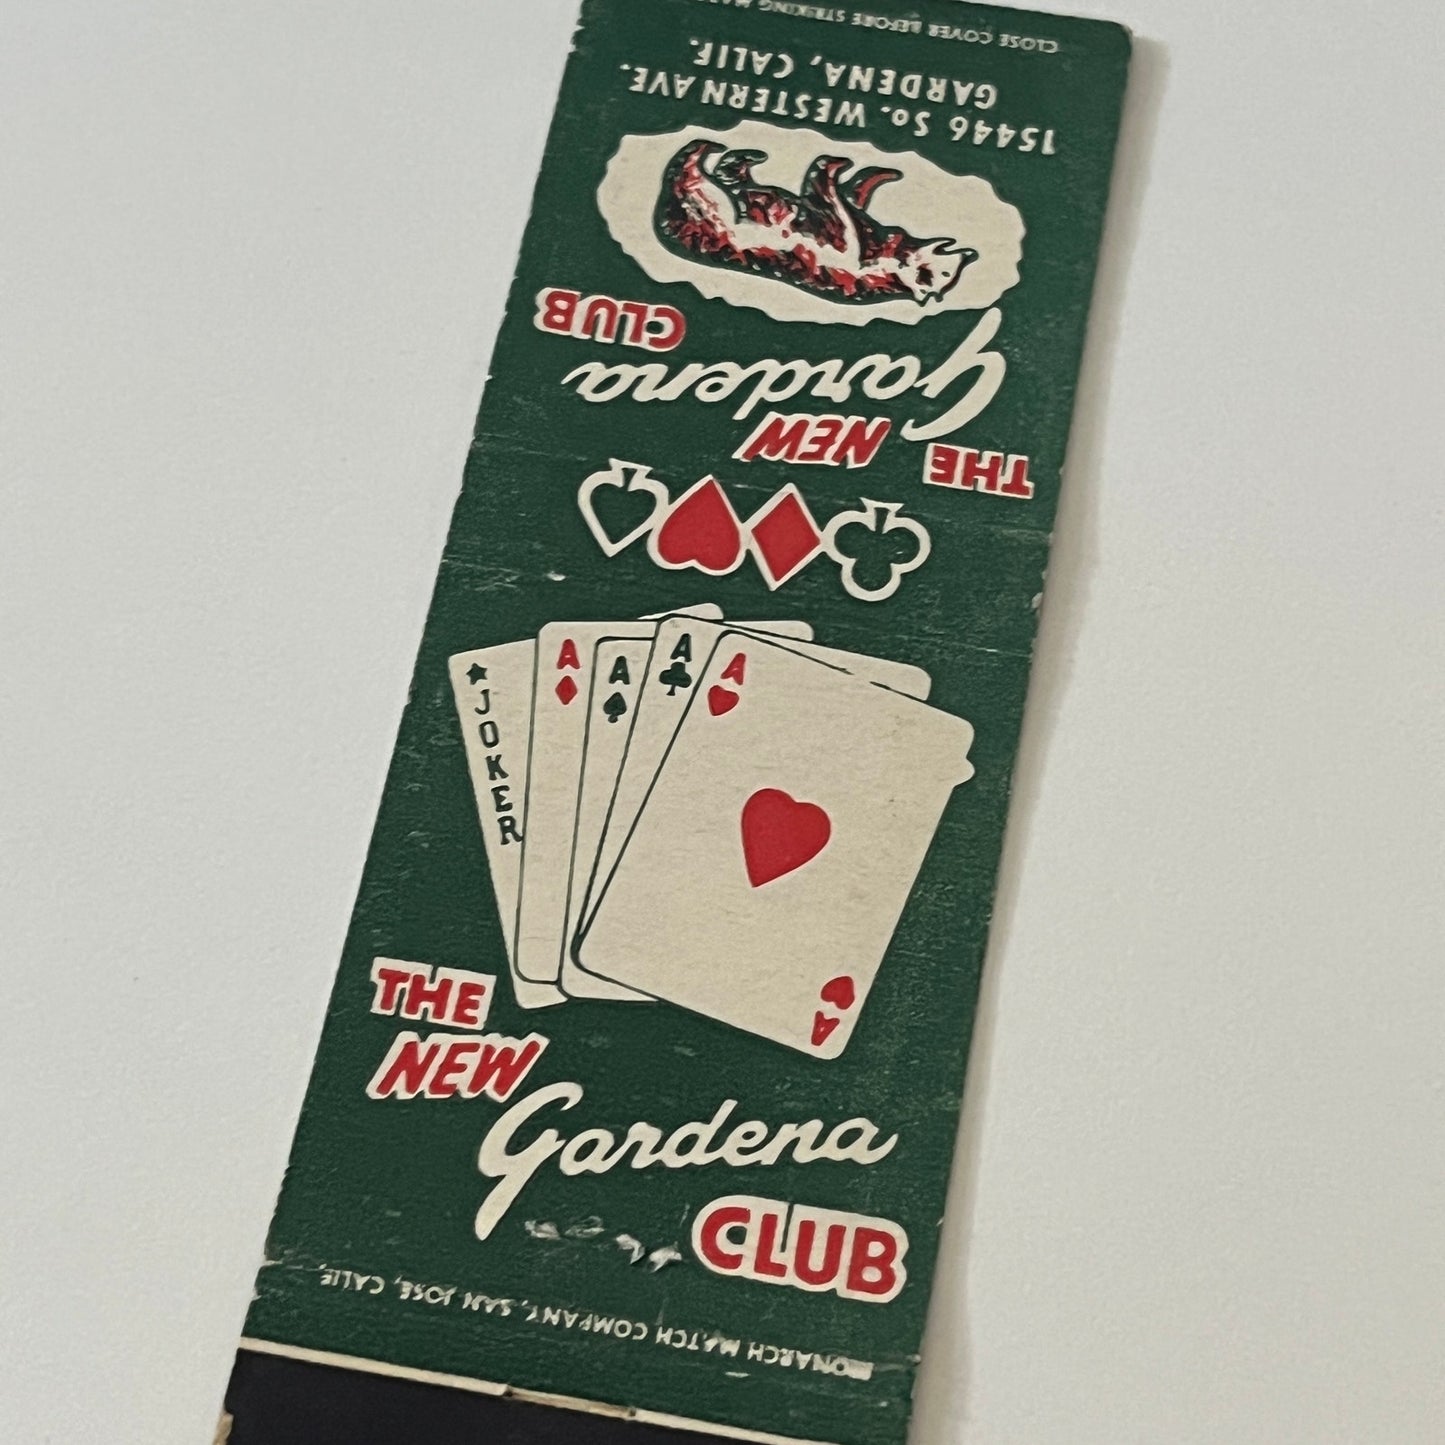 CLOSE COVER BEFORE STRIKING
15446 So. WESTERN AVE.
GARDENA, CALIF.
THE NEW
Gardena
CLUB
★JOKER
A
A
A
A
A
THE
NEW
Gardena
CLUB
MONARCH MATCH COMPANY, SAN JOSE, CALIF.